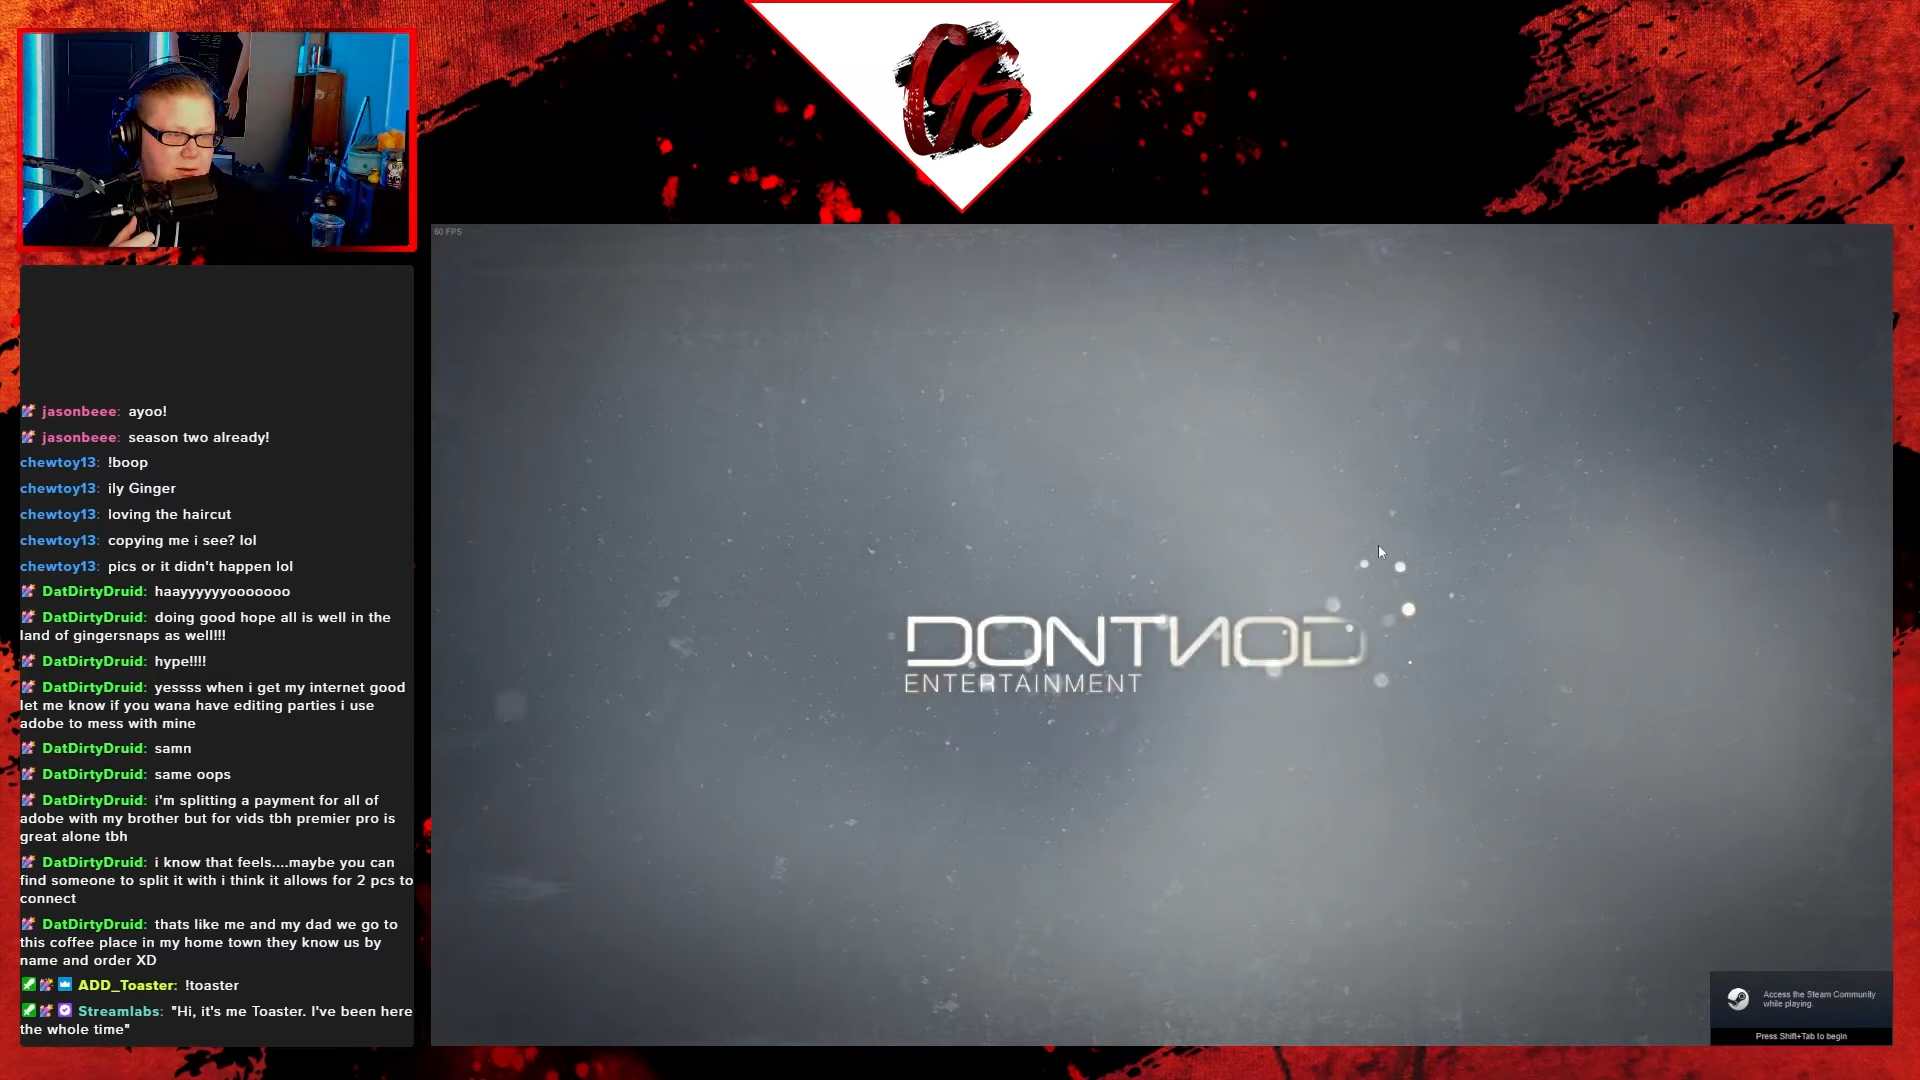 60 FPS
jasonbeee: ayoo!
jasonbeee: season two already!
chewtoy13: !boop
chewtoy13: ily Ginger
chewtoy13: loving the haircut
chewtoy13: copying me i see? lol
chewtoy13: pics or it didn't happen lol
DatDirtyDruid: haayyyyyyooooooo
DatDirtyDruid: doing good hope all is well in the
land of gingersnaps as well!!!
DatDirtyDruid: hype!!!!
DatDirtyDruid: yessss when i get my internet good
let me know if you wana have editing parties i use
adobe to mess with mine
DatDirtyDruid: samn
DatDirtyDruid: same oops
DatDirtyDruid: i'm splitting a payment for all of
adobe with my brother but for vids tbh premier pro is
great alone tbh
DatDirtyDruid: i know that feels....maybe you can
find someone to split it with i think it allows for 2 pcs to
connect
DatDirtyDruid: thats like me and my dad we go to
this coffee place in my home town they know us by
name and order XD
ADD_Toaster: !toaster
Streamlabs: "Hi, it's me Toaster. I've been here
the whole time"
DONTNOD
ENTERTAINMENT
Access the Steam Community
while playing.
Press Shift+Tab to begin